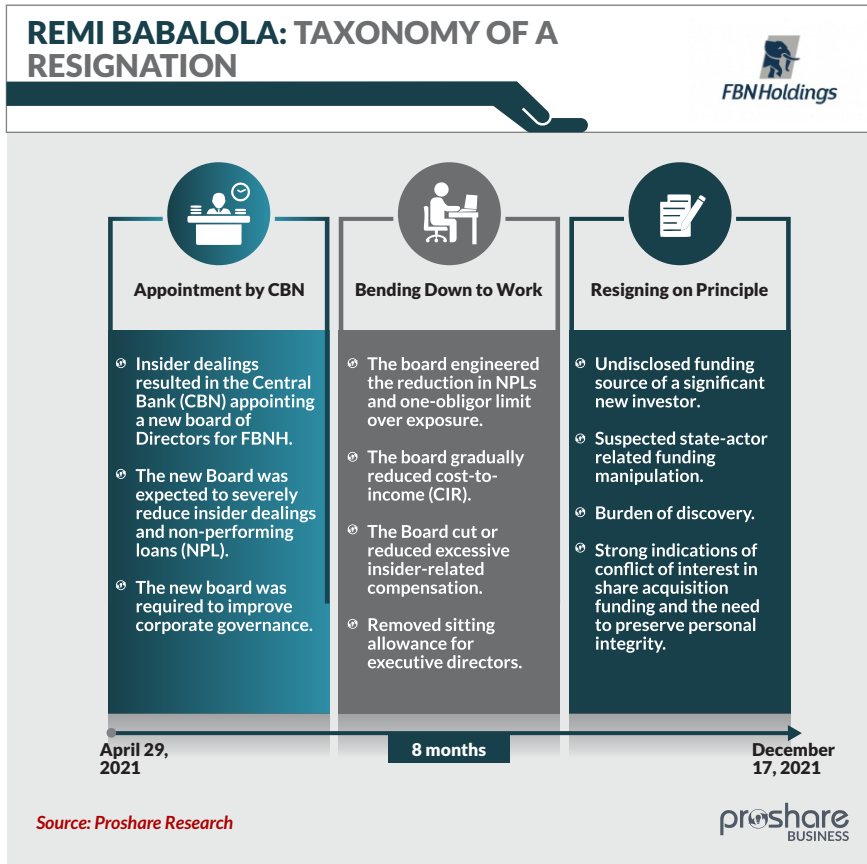 REMI BABALOLA: TAXONOMY OF A
RESIGNATION
FBNHoldings
Appointment by CBN
Insider dealings
resulted in the Central
Bank (CBN) appointing
a new board of
Directors for FBNH.
The new Board was
expected to severely
reduce insider dealings
and non-performing
loans (NPL).
The new board was
required to improve
corporate governance.
Bending Down to Work
The board engineered
the reduction in NPLs
and one-obligor limit
over exposure.
The board gradually
reduced cost-to-
income (CIR).
The Board cut or
reduced excessive
insider-related
compensation.
Removed sitting
allowance for
executive directors.
Resigning on Principle
Undisclosed funding
source of a significant
new investor.
Suspected state-actor
related funding
manipulation.
Burden of discovery.
Strong indications of
conflict of interest in
share acquisition
funding and the need
to preserve personal
integrity.
April 29,
2021
8 months
December
17, 2021
Source: Proshare Research
proshare
BUSINESS